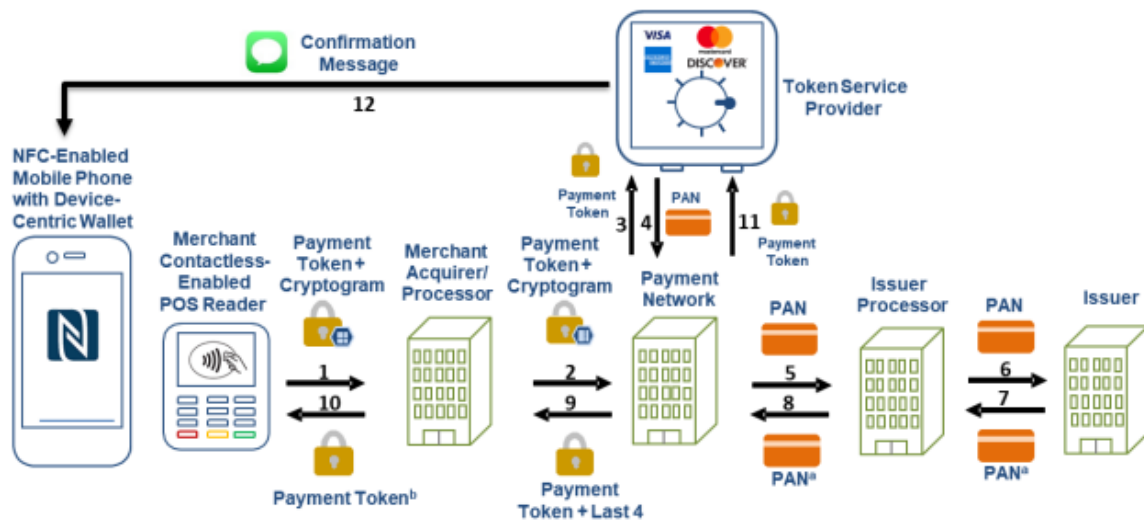 Confirmation
Message
12
VISA
mastercard
DISCOVER
Token Service
Provider
NFC-Enabled
Mobile Phone
with Device-
Centric Wallet
Merchant
Contactless-
Enabled
POS Reader
Payment
Token +
Cryptogram
Merchant
Acquirer/
Processor
Payment
Token +
Cryptogram
Payment
Token
3
4
PAN
11
Payment
Token
Payment
Network
PAN
Issuer
Processor
PAN
Issuer
1
10
2
9
5
8
6
7
Payment Tokenᵇ
Payment
Token + Last 4
PANᵃ
PANᵃ